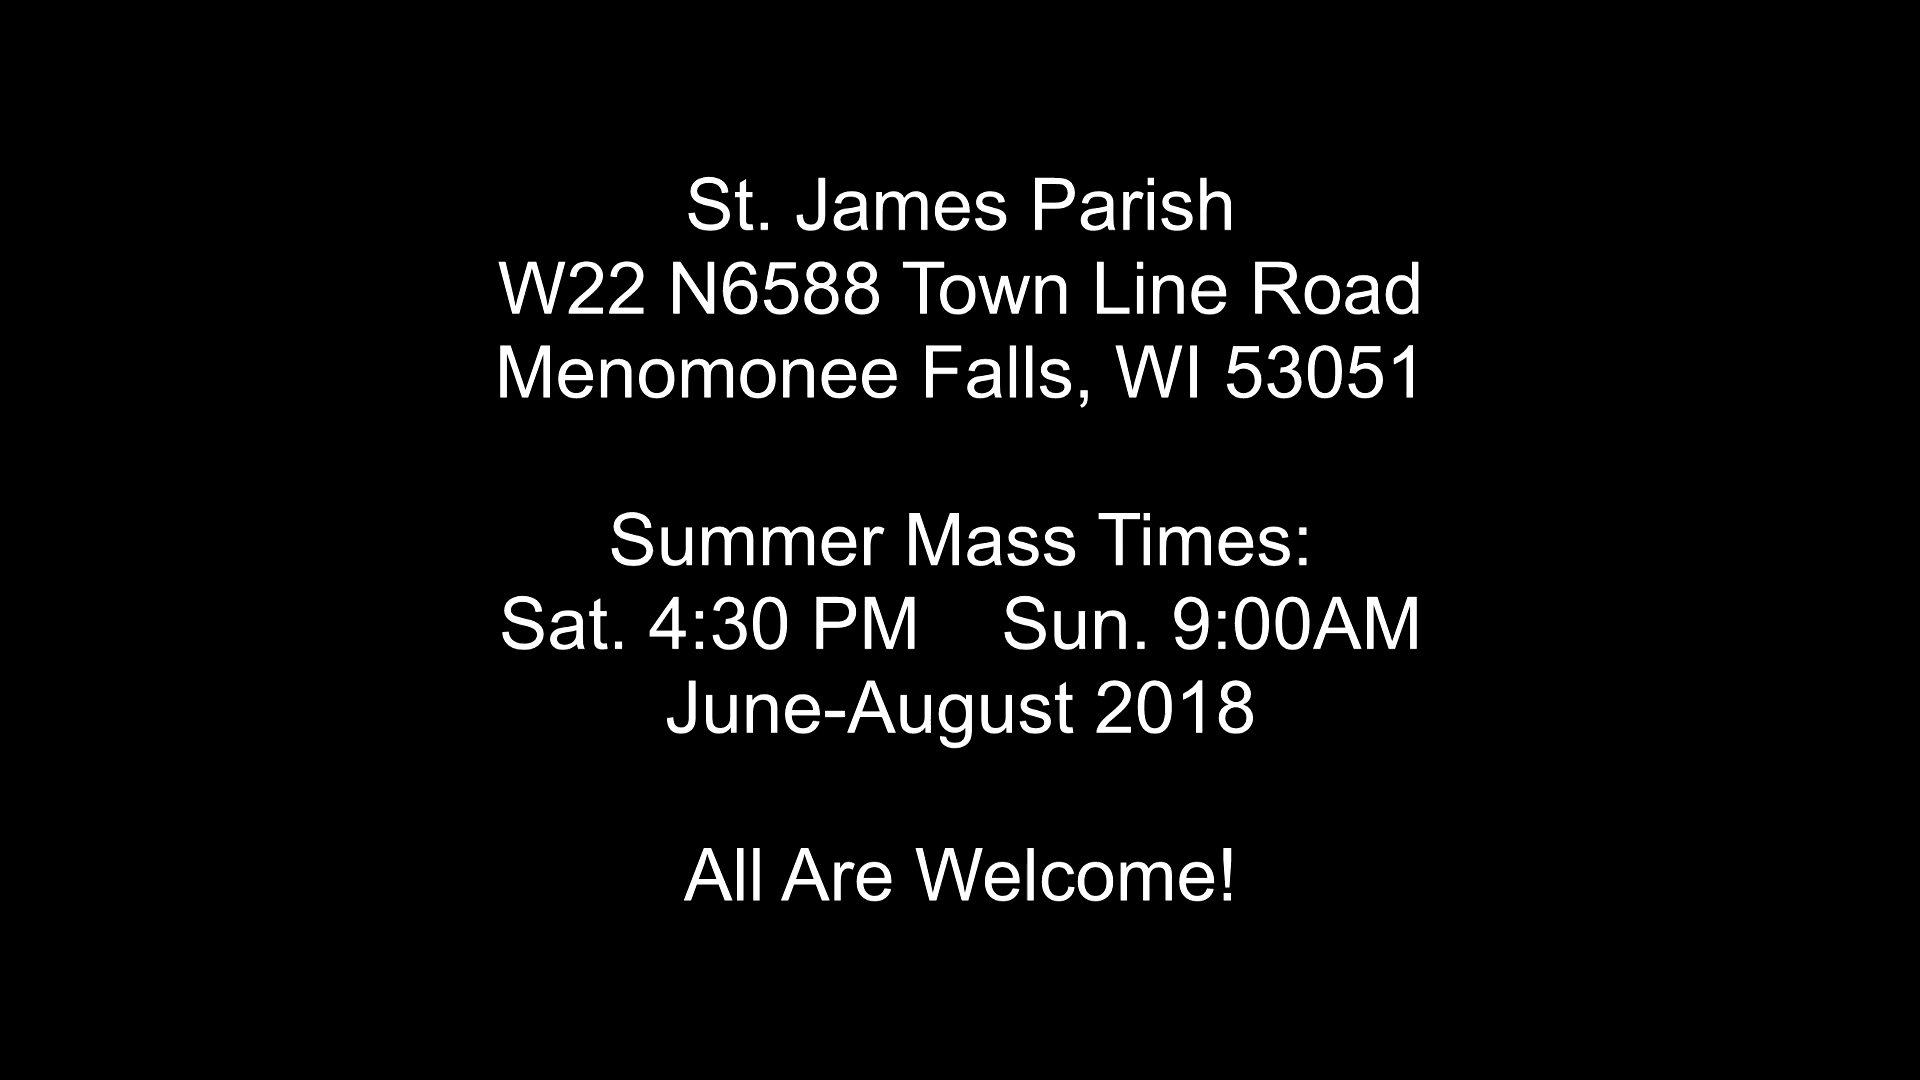 St. James Parish
W22 N6588 Town Line Road
Menomonee Falls, WI 53051
Summer Mass Times:
Sat. 4:30 PM    Sun. 9:00AM
June-August 2018
All Are Welcome!